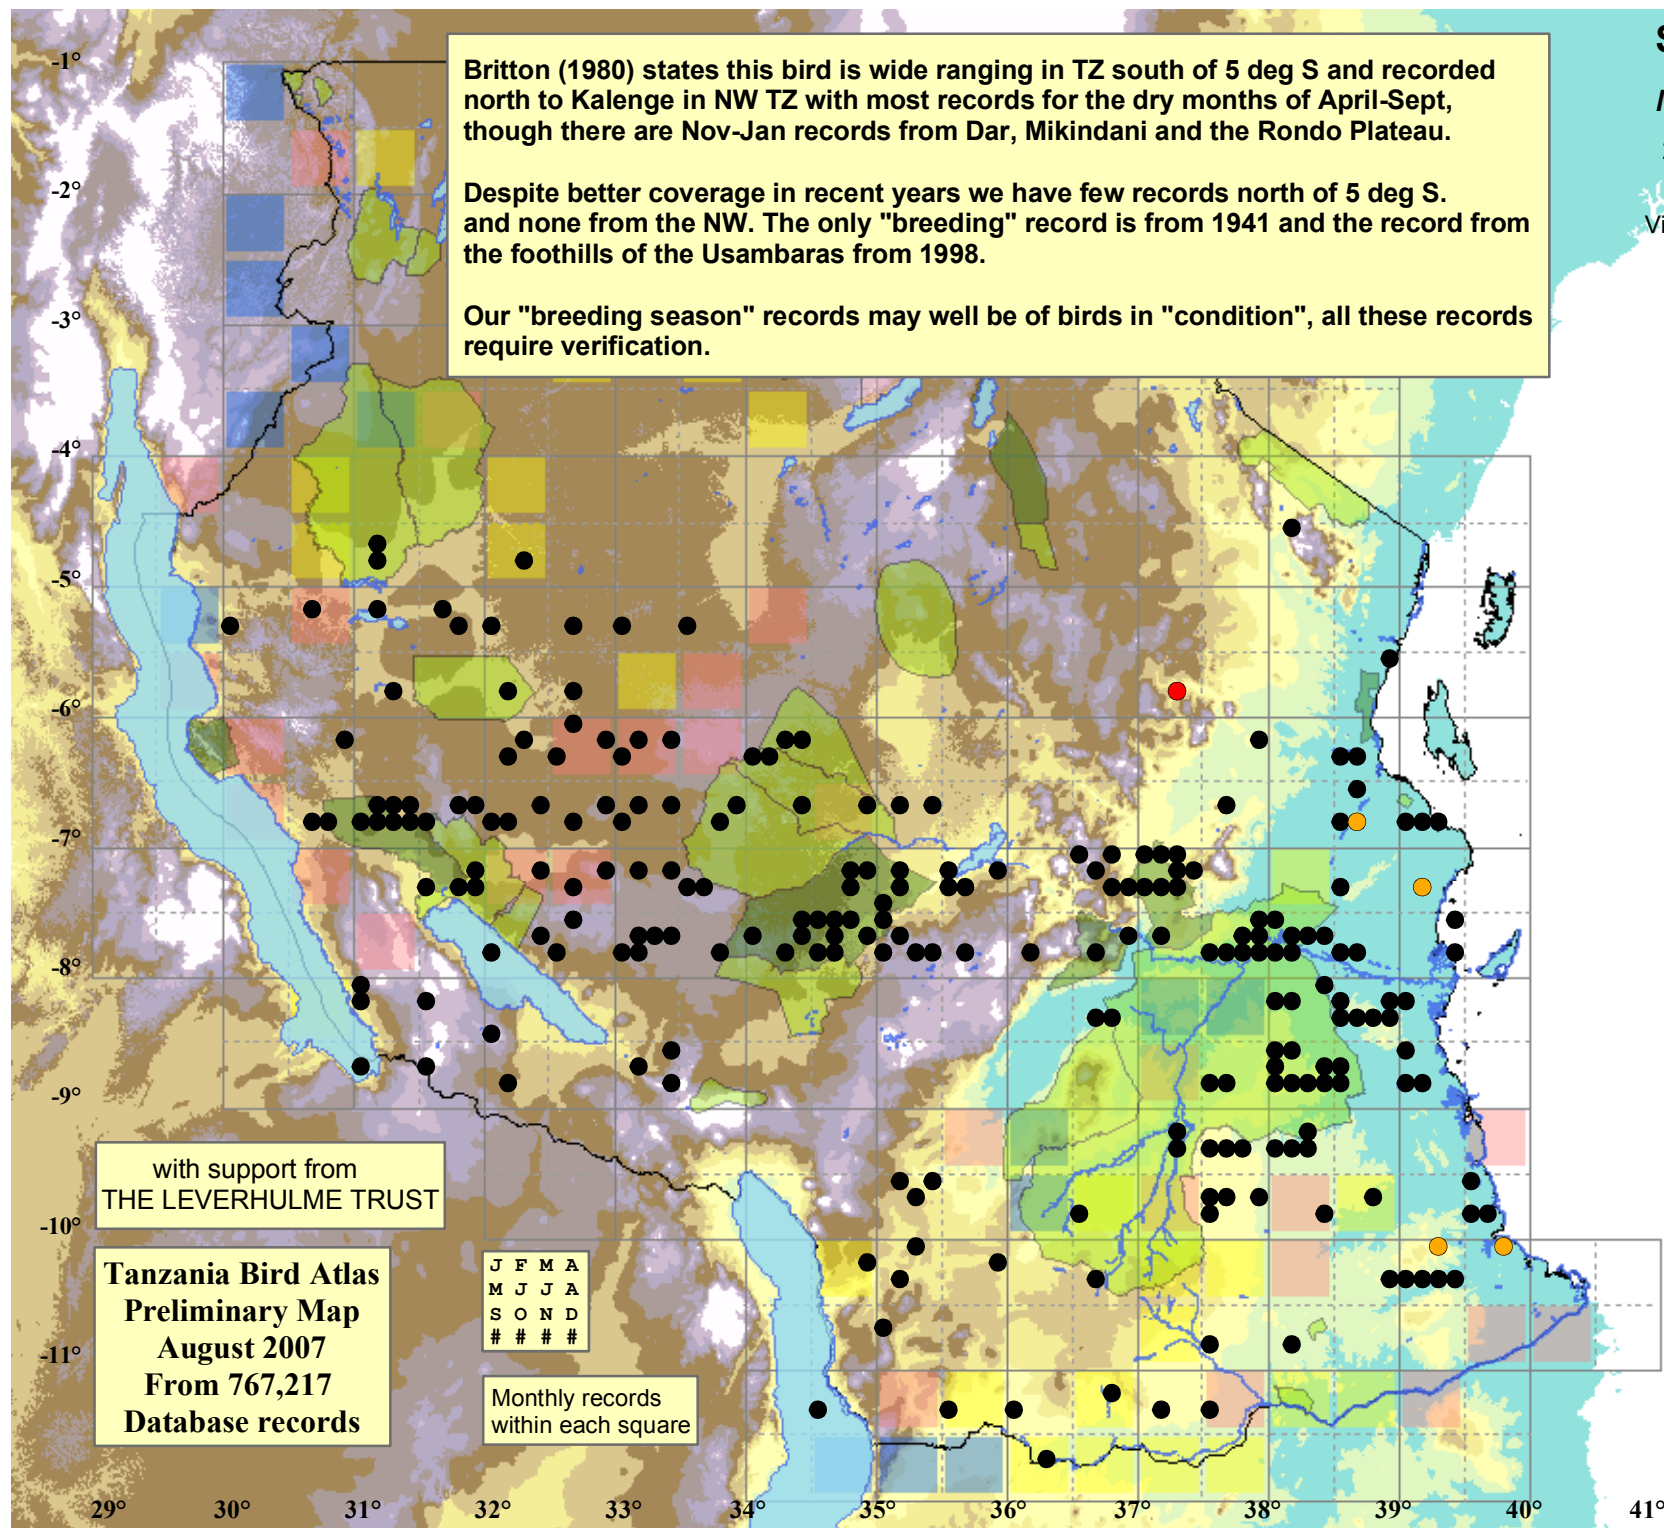 Britton (1980) states this bird is wide ranging in TZ south of 5 deg S and recorded
north to Kalenge in NW TZ with most records for the dry months of April-Sept,
though there are Nov-Jan records from Dar, Mikindani and the Rondo Plateau.
Despite better coverage in recent years we have few records north of 5 deg S.
and none from the NW. The only "breeding" record is from 1941 and the record from
the foothills of the Usambaras from 1998.
Our "breeding season" records may well be of birds in "condition", all these records
require verification.
S
Vi
-1°
-2°
-3°
-4°
-5°
-6°
-7°
-8°
-9°
-10°
-11°
with support from
THE LEVERHULME TRUST
Tanzania Bird Atlas
Preliminary Map
August 2007
From 767,217
Database records
J F M A
M J J A
S O N D
# # # #
Monthly records
within each square
29° 30° 31° 32° 33° 34° 35° 36° 37° 38° 39° 40° 41°